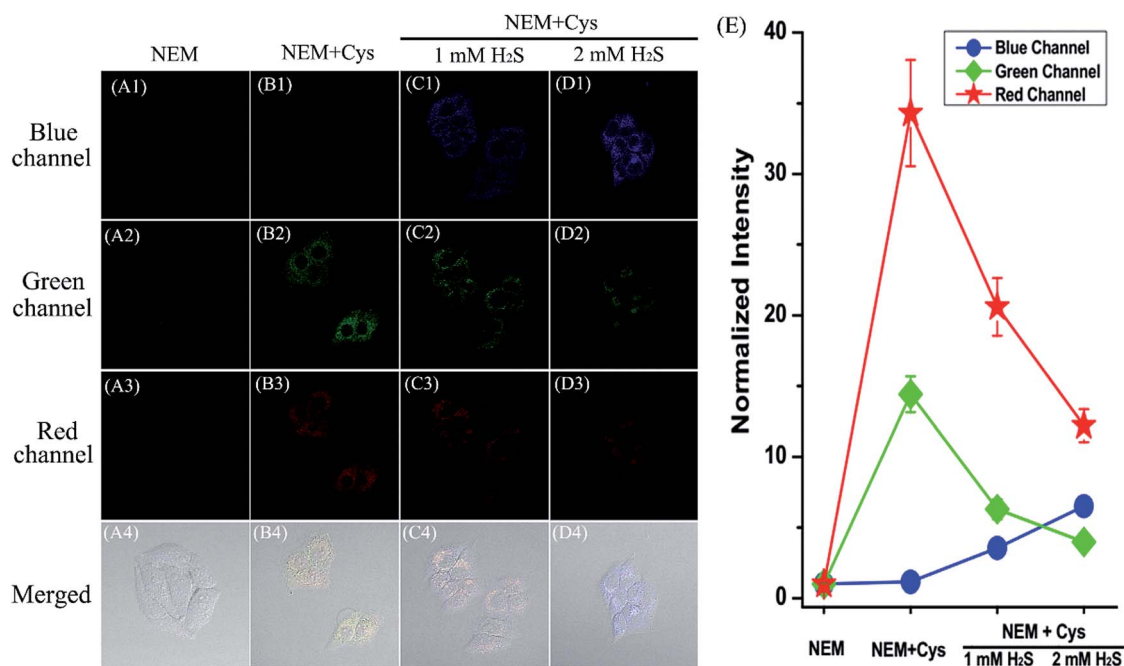 NEM+Cys
NEM NEM+Cys 1 mM H₂S 2 mM H₂S
Blue channel
(A1) (B1) (C1) (D1)
Green channel
(A2) (B2) (C2) (D2)
Red channel
(A3) (B3) (C3) (D3)
Merged
(A4) (B4) (C4) (D4)
(E)
Blue Channel
Green Channel
Red Channel
Normalized Intensity
40
30
20
10
0
NEM NEM+Cys NEM + Cys
1 mM H₂S 2 mM H₂S